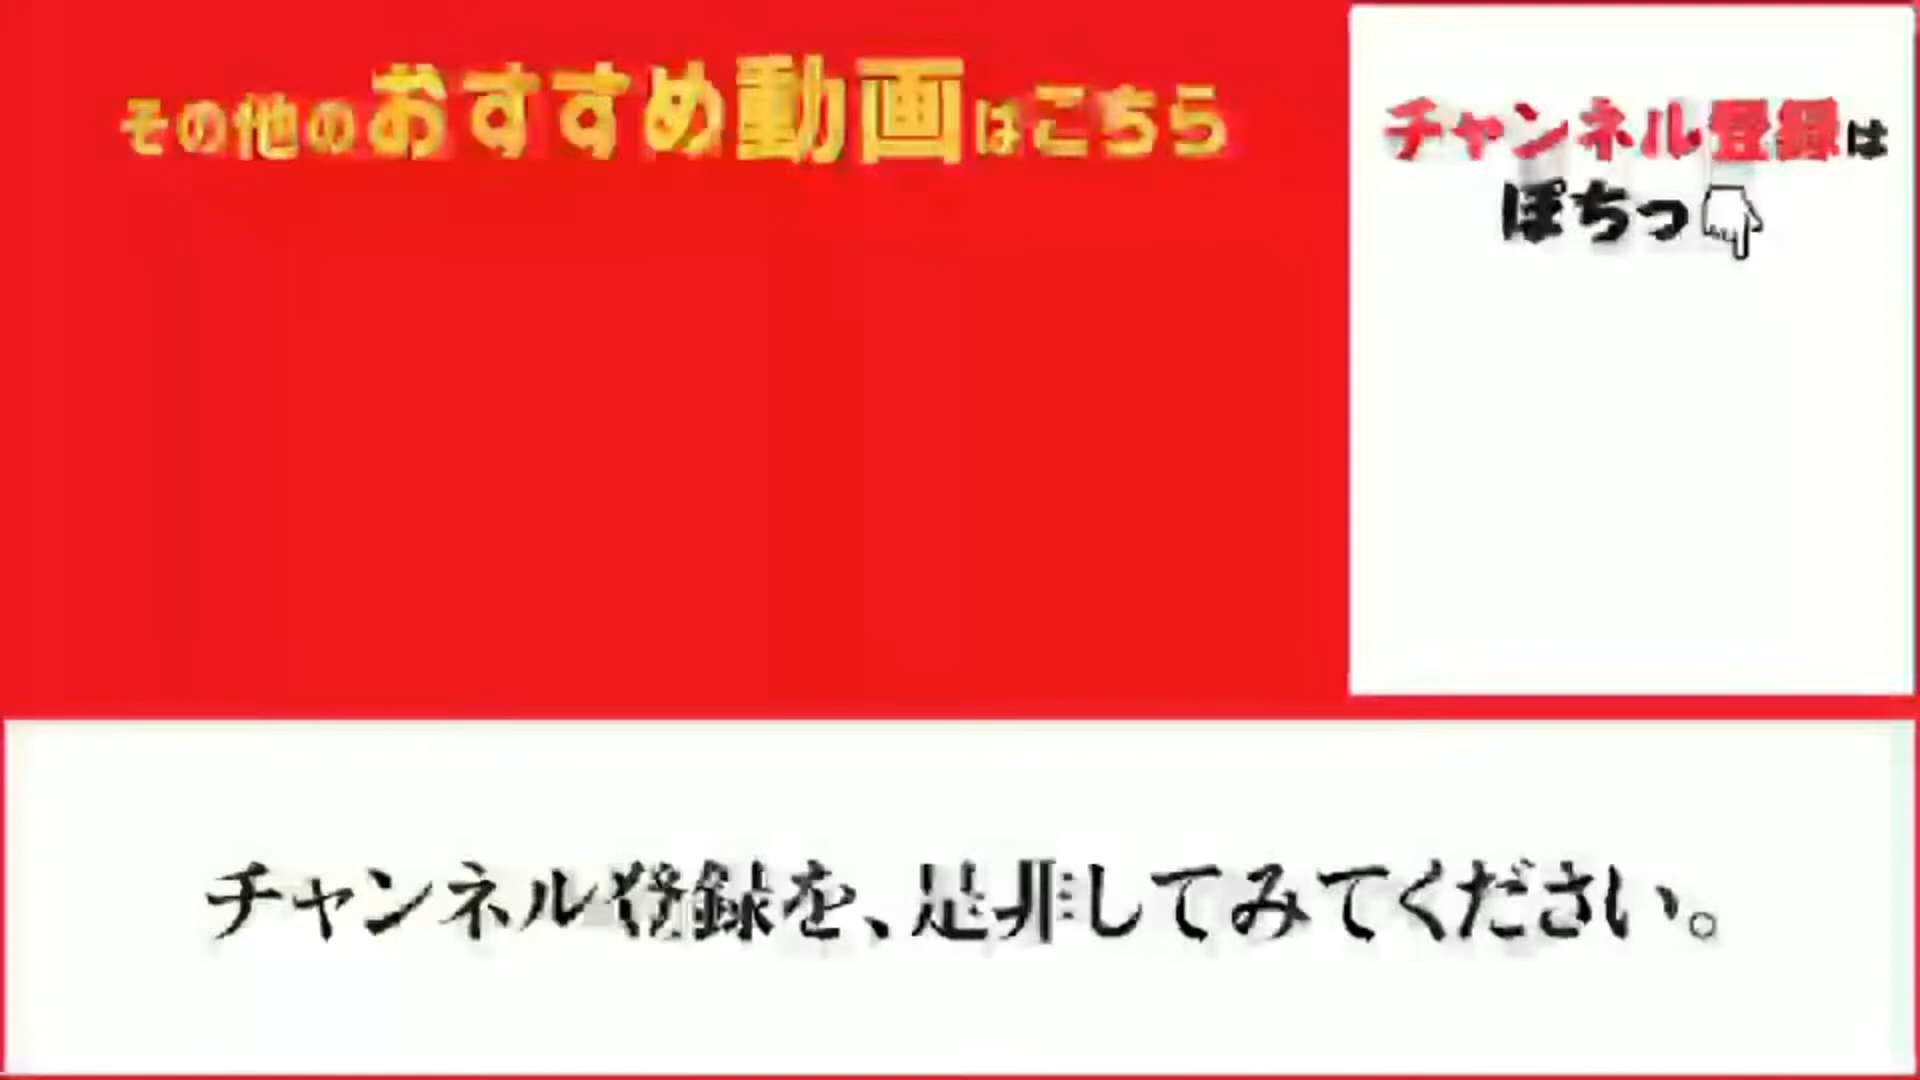 その他のおすすめ動画はこちら
チャンネル登録は
ぽちっ
チャンネル登録を、是非してみてください。